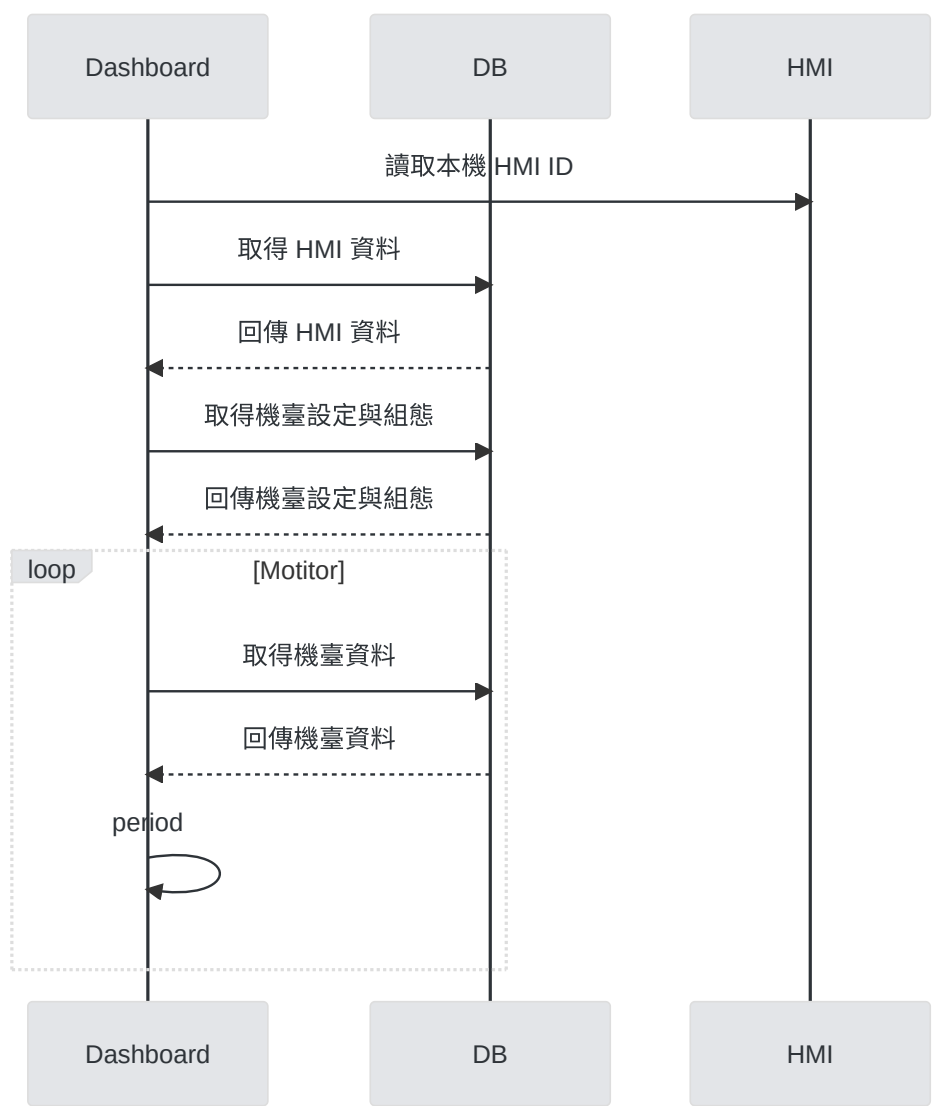 Dashboard
DB
HMI
讀取本機 HMI ID
取得 HMI 資料
回傳 HMI 資料
取得機臺設定與組態
回傳機臺設定與組態
loop
[Motitor]
取得機臺資料
回傳機臺資料
period
Dashboard
DB
HMI